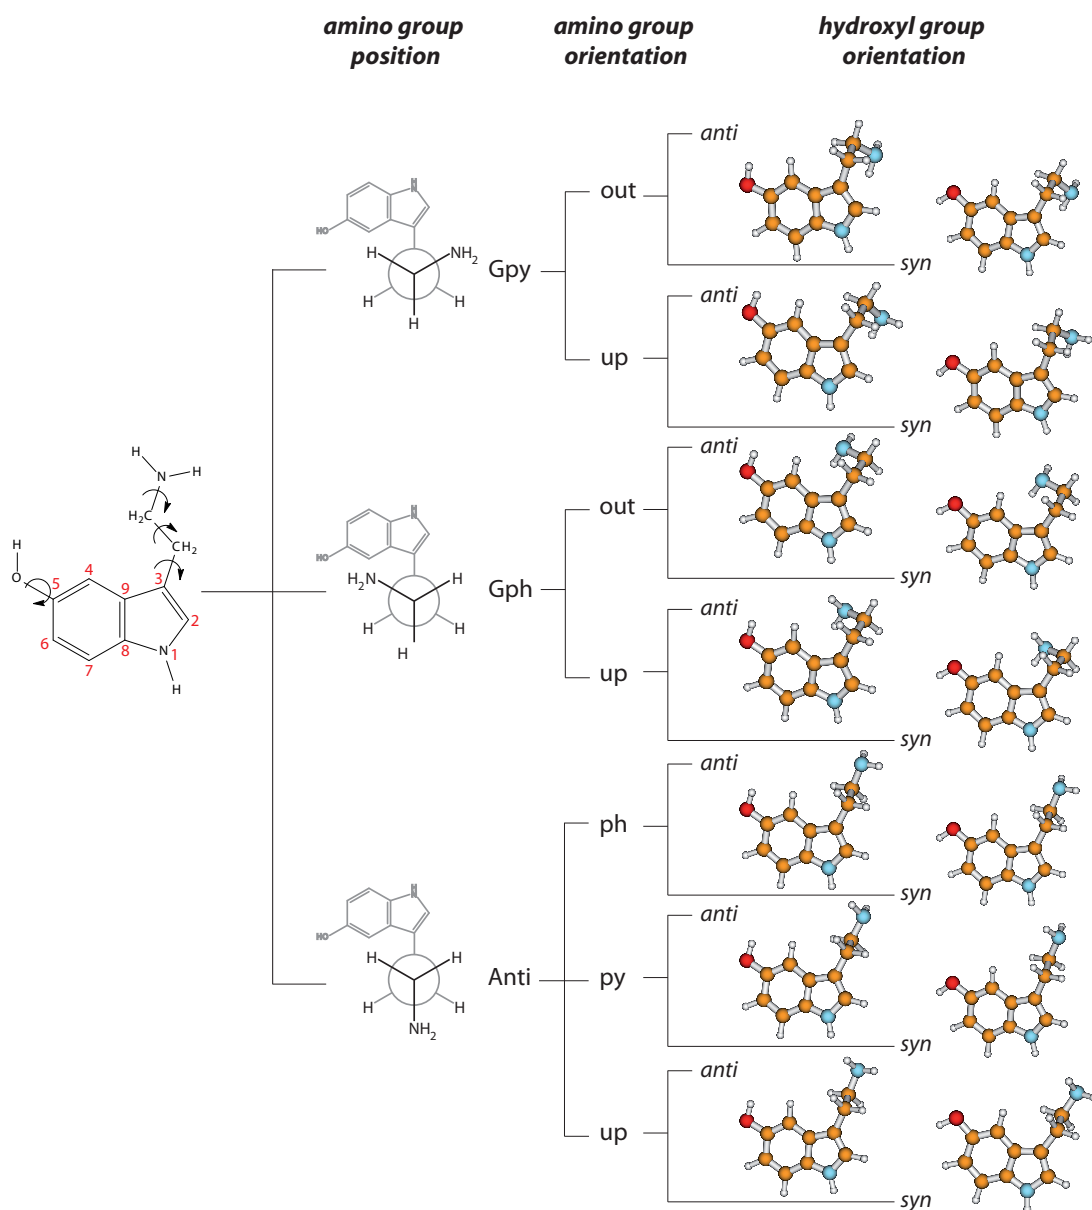 amino group
position
amino group
orientation
hydroxyl group
orientation
anti
out
syn
H
N
HO
H
NH2
H
H
H
Gpy
anti
up
syn
H
N
H
H2C
CH2
H
O
5
4
9
3
2
6
7
8
N
1
H
anti
out
syn
H
N
HO
H2N
H
H
H
H
Gph
up
syn
anti
ph
syn
H
N
HO
H
H
H
H
NH2
Anti
anti
py
syn
anti
up
syn